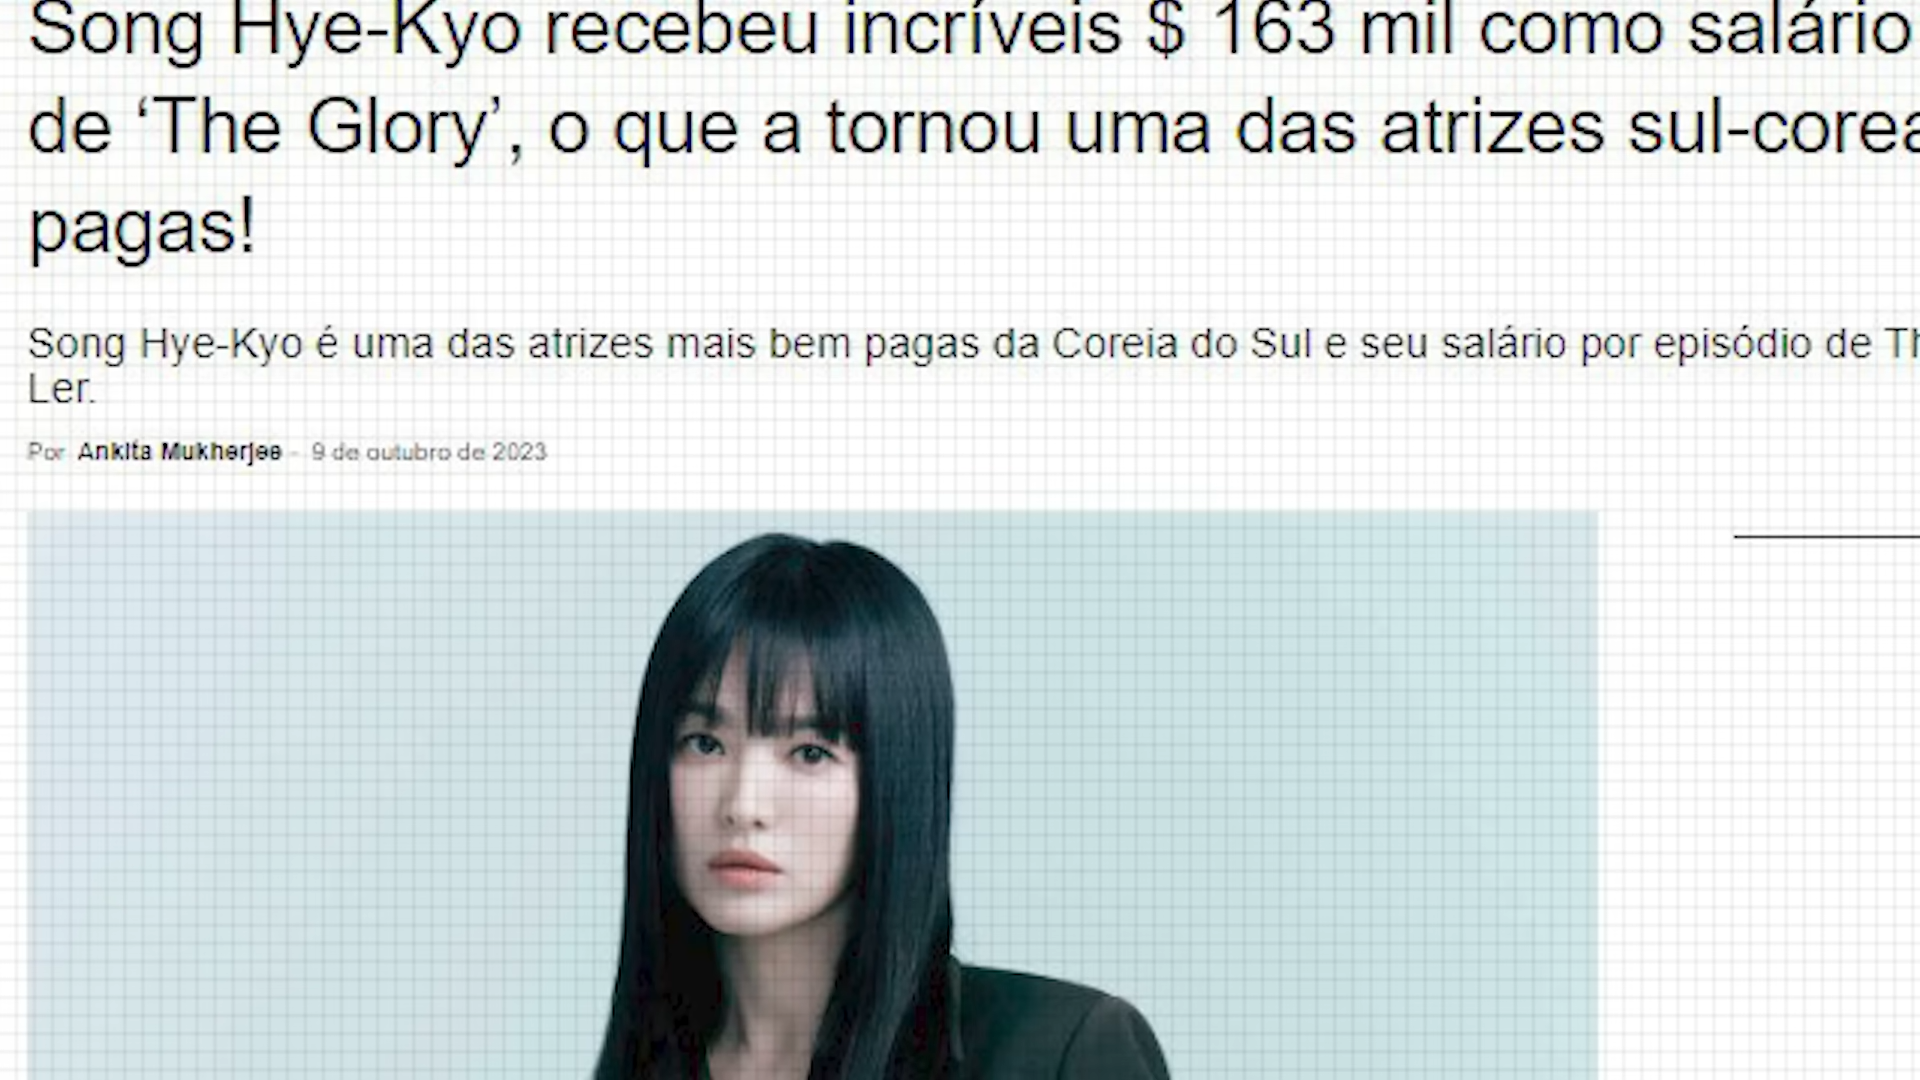 Song Hye-Kyo recebeu incríveis $ 163 mil como salário
de ‘The Glory’, o que a tornou uma das atrizes sul-corea
pagas!
Song Hye-Kyo é uma das atrizes mais bem pagas da Coreia do Sul e seu salário por episódio de Th
Ler.
Por Ankita Mukherjee - 9 de outubro de 2023